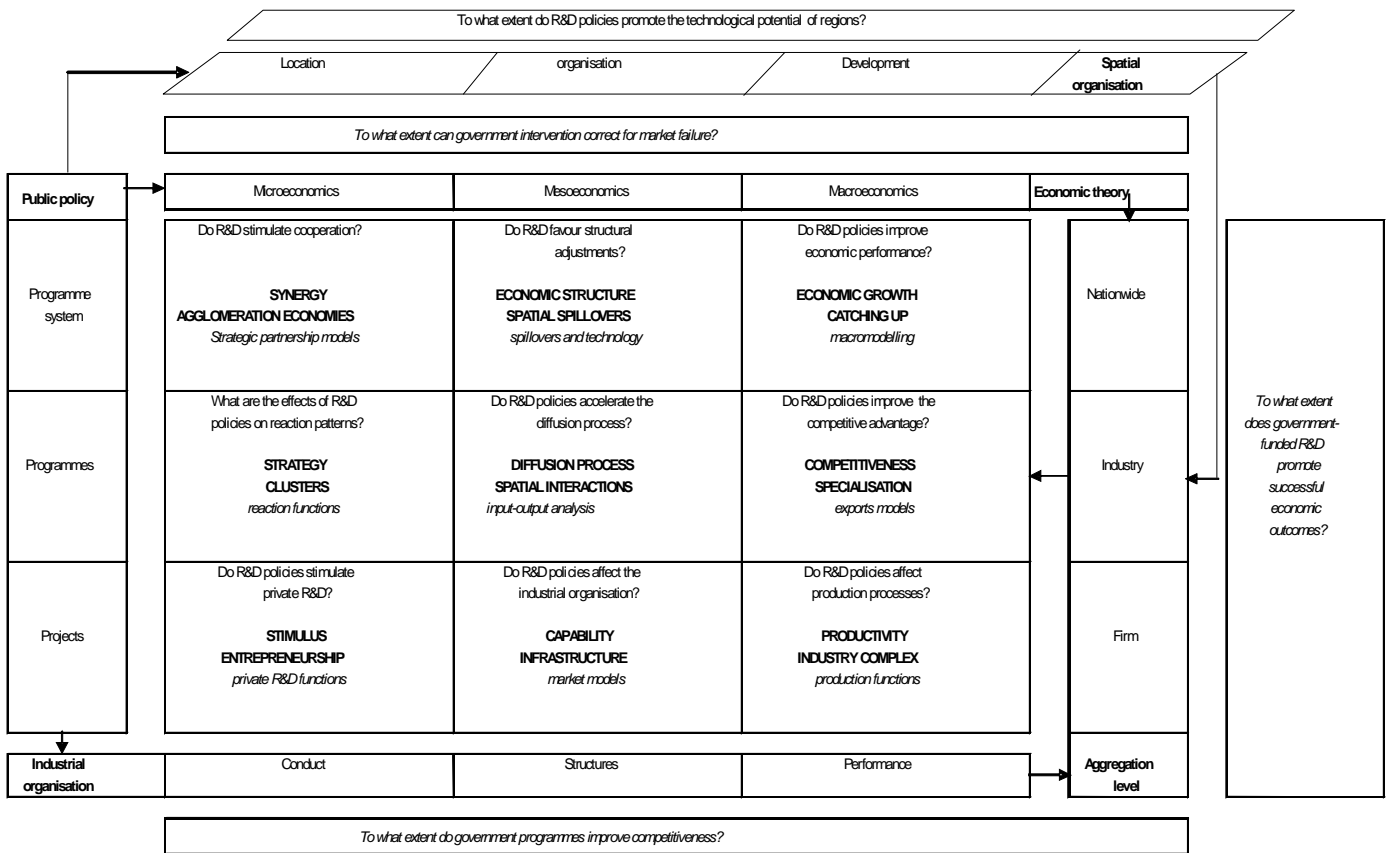 To what extent do R&D policies promote the technological potential of regions?
Location
organisation
Development
Spatial
organisation
To what extent can government intervention correct for market failure?
Public policy
Microeconomics
Mesoeconomics
Macroeconomics
Economic theory
Programme
system
Do R&D stimulate cooperation?
SYNERGY
AGGLOMERATION ECONOMIES
Strategic partnership models
Do R&D favour structural
adjustments?
ECONOMIC STRUCTURE
SPATIAL SPILLOVERS
spillovers and technology
Do R&D policies improve
economic performance?
ECONOMIC GROWTH
CATCHING UP
macromodelling
Nationwide
Programmes
What are the effects of R&D
policies on reaction patterns?
STRATEGY
CLUSTERS
reaction functions
Do R&D policies accelerate the
diffusion process?
DIFFUSION PROCESS
SPATIAL INTERACTIONS
input-output analysis
Do R&D policies improve the
competitive advantage?
COMPETITIVENESS
SPECIALISATION
exports models
Industry
To what extent
does government-
funded R&D
promote
successful
economic
outcomes?
Projects
Do R&D policies stimulate
private R&D?
STIMULUS
ENTREPRENEURSHIP
private R&D functions
Do R&D policies affect the
industrial organisation?
CAPABILITY
INFRASTRUCTURE
market models
Do R&D policies affect
production processes?
PRODUCTIVITY
INDUSTRY COMPLEX
production functions
Firm
Industrial
organisation
Conduct
Structures
Performance
Aggregation
level
To what extent do government programmes improve competitiveness?